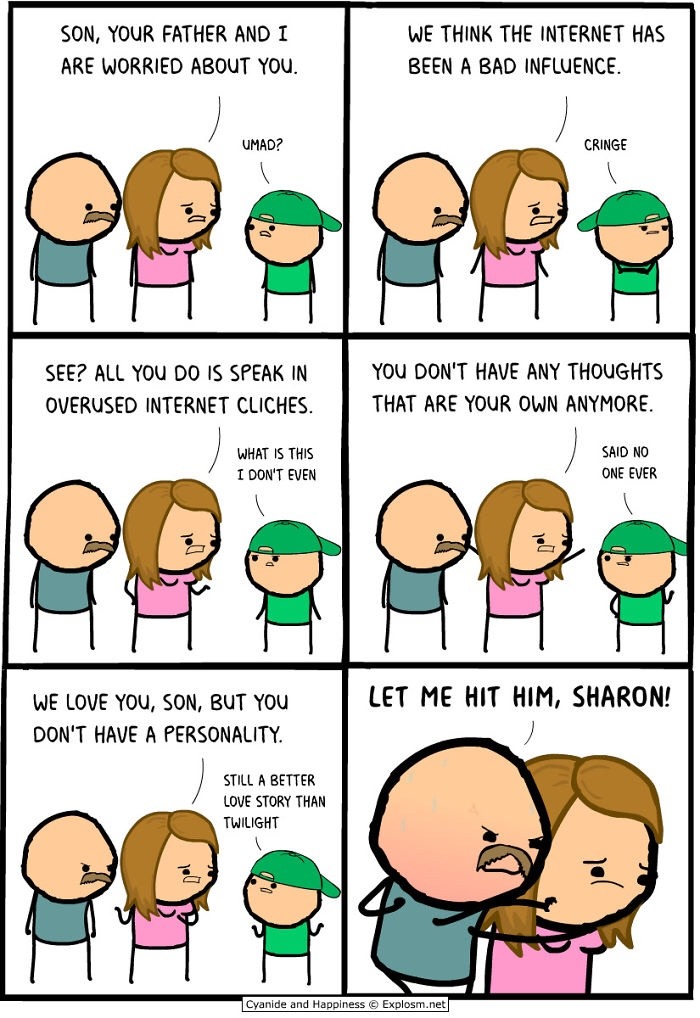 SON, YOUR FATHER AND I
ARE WORRIED ABOUT YOU.
UMAD?
WE THINK THE INTERNET HAS
BEEN A BAD INFLUENCE.
CRINGE
SEE? ALL YOU DO IS SPEAK IN
OVERUSED INTERNET CLICHES.
WHAT IS THIS
I DON'T EVEN
YOU DON'T HAVE ANY THOUGHTS
THAT ARE YOUR OWN ANYMORE.
SAID NO
ONE EVER
WE LOVE YOU, SON, BUT YOU
DON'T HAVE A PERSONALITY.
STILL A BETTER
LOVE STORY THAN
TWILIGHT
LET ME HIT HIM, SHARON!
Cyanide and Happiness © Explosm.net